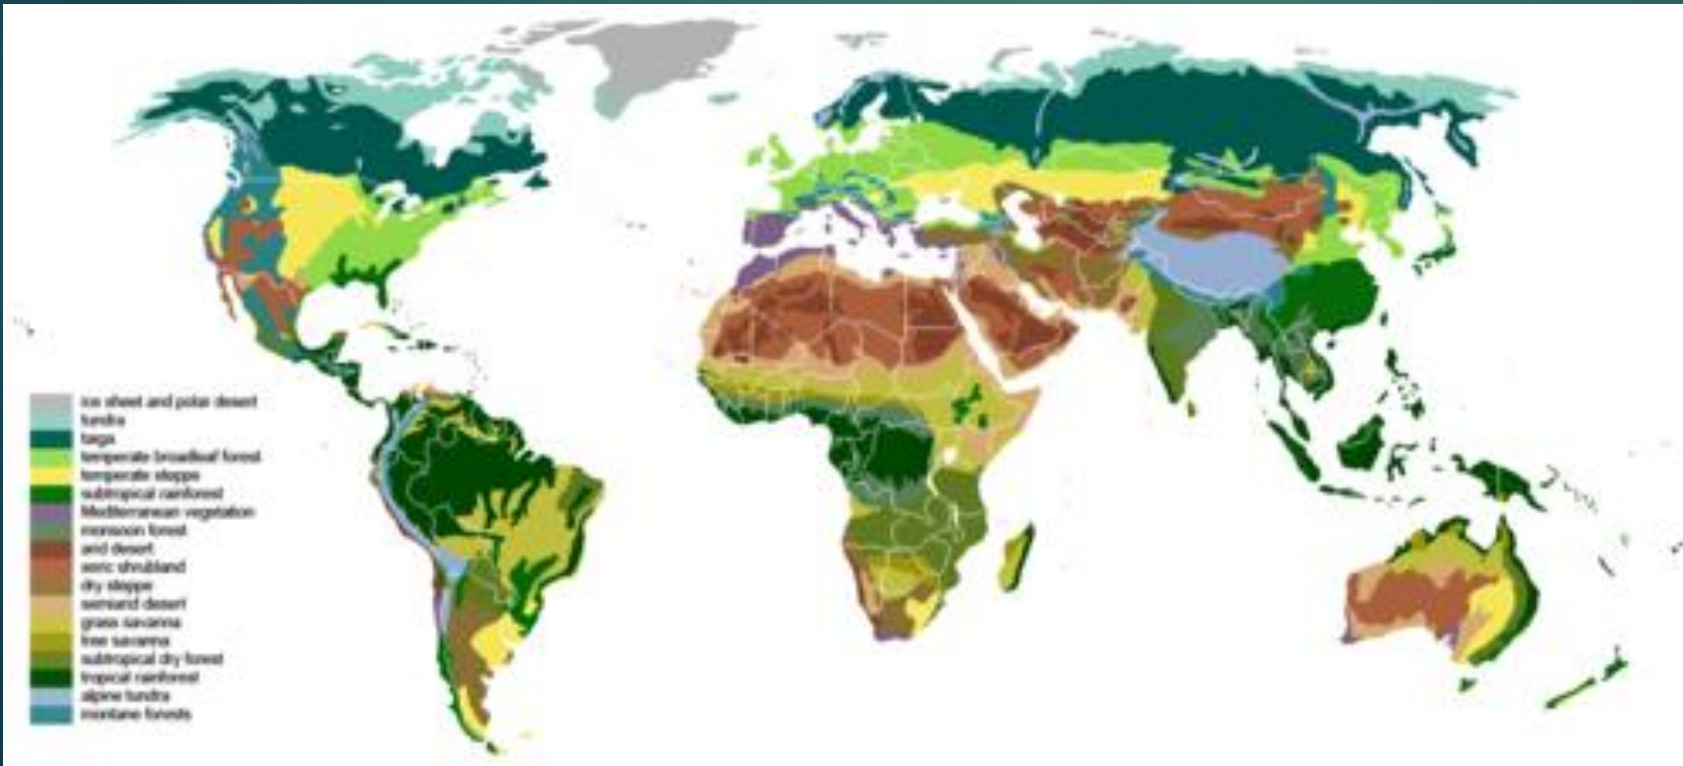 ice sheet and polar desert
tundra
taiga
temperate broadleaf forest
temperate steppe
subtropical rainforest
Mediterranean vegetation
monsoon forest
arid desert
xeric shrubland
dry steppe
semiarid desert
grass savanna
tree savanna
subtropical dry forest
tropical rainforest
alpine tundra
montane forests